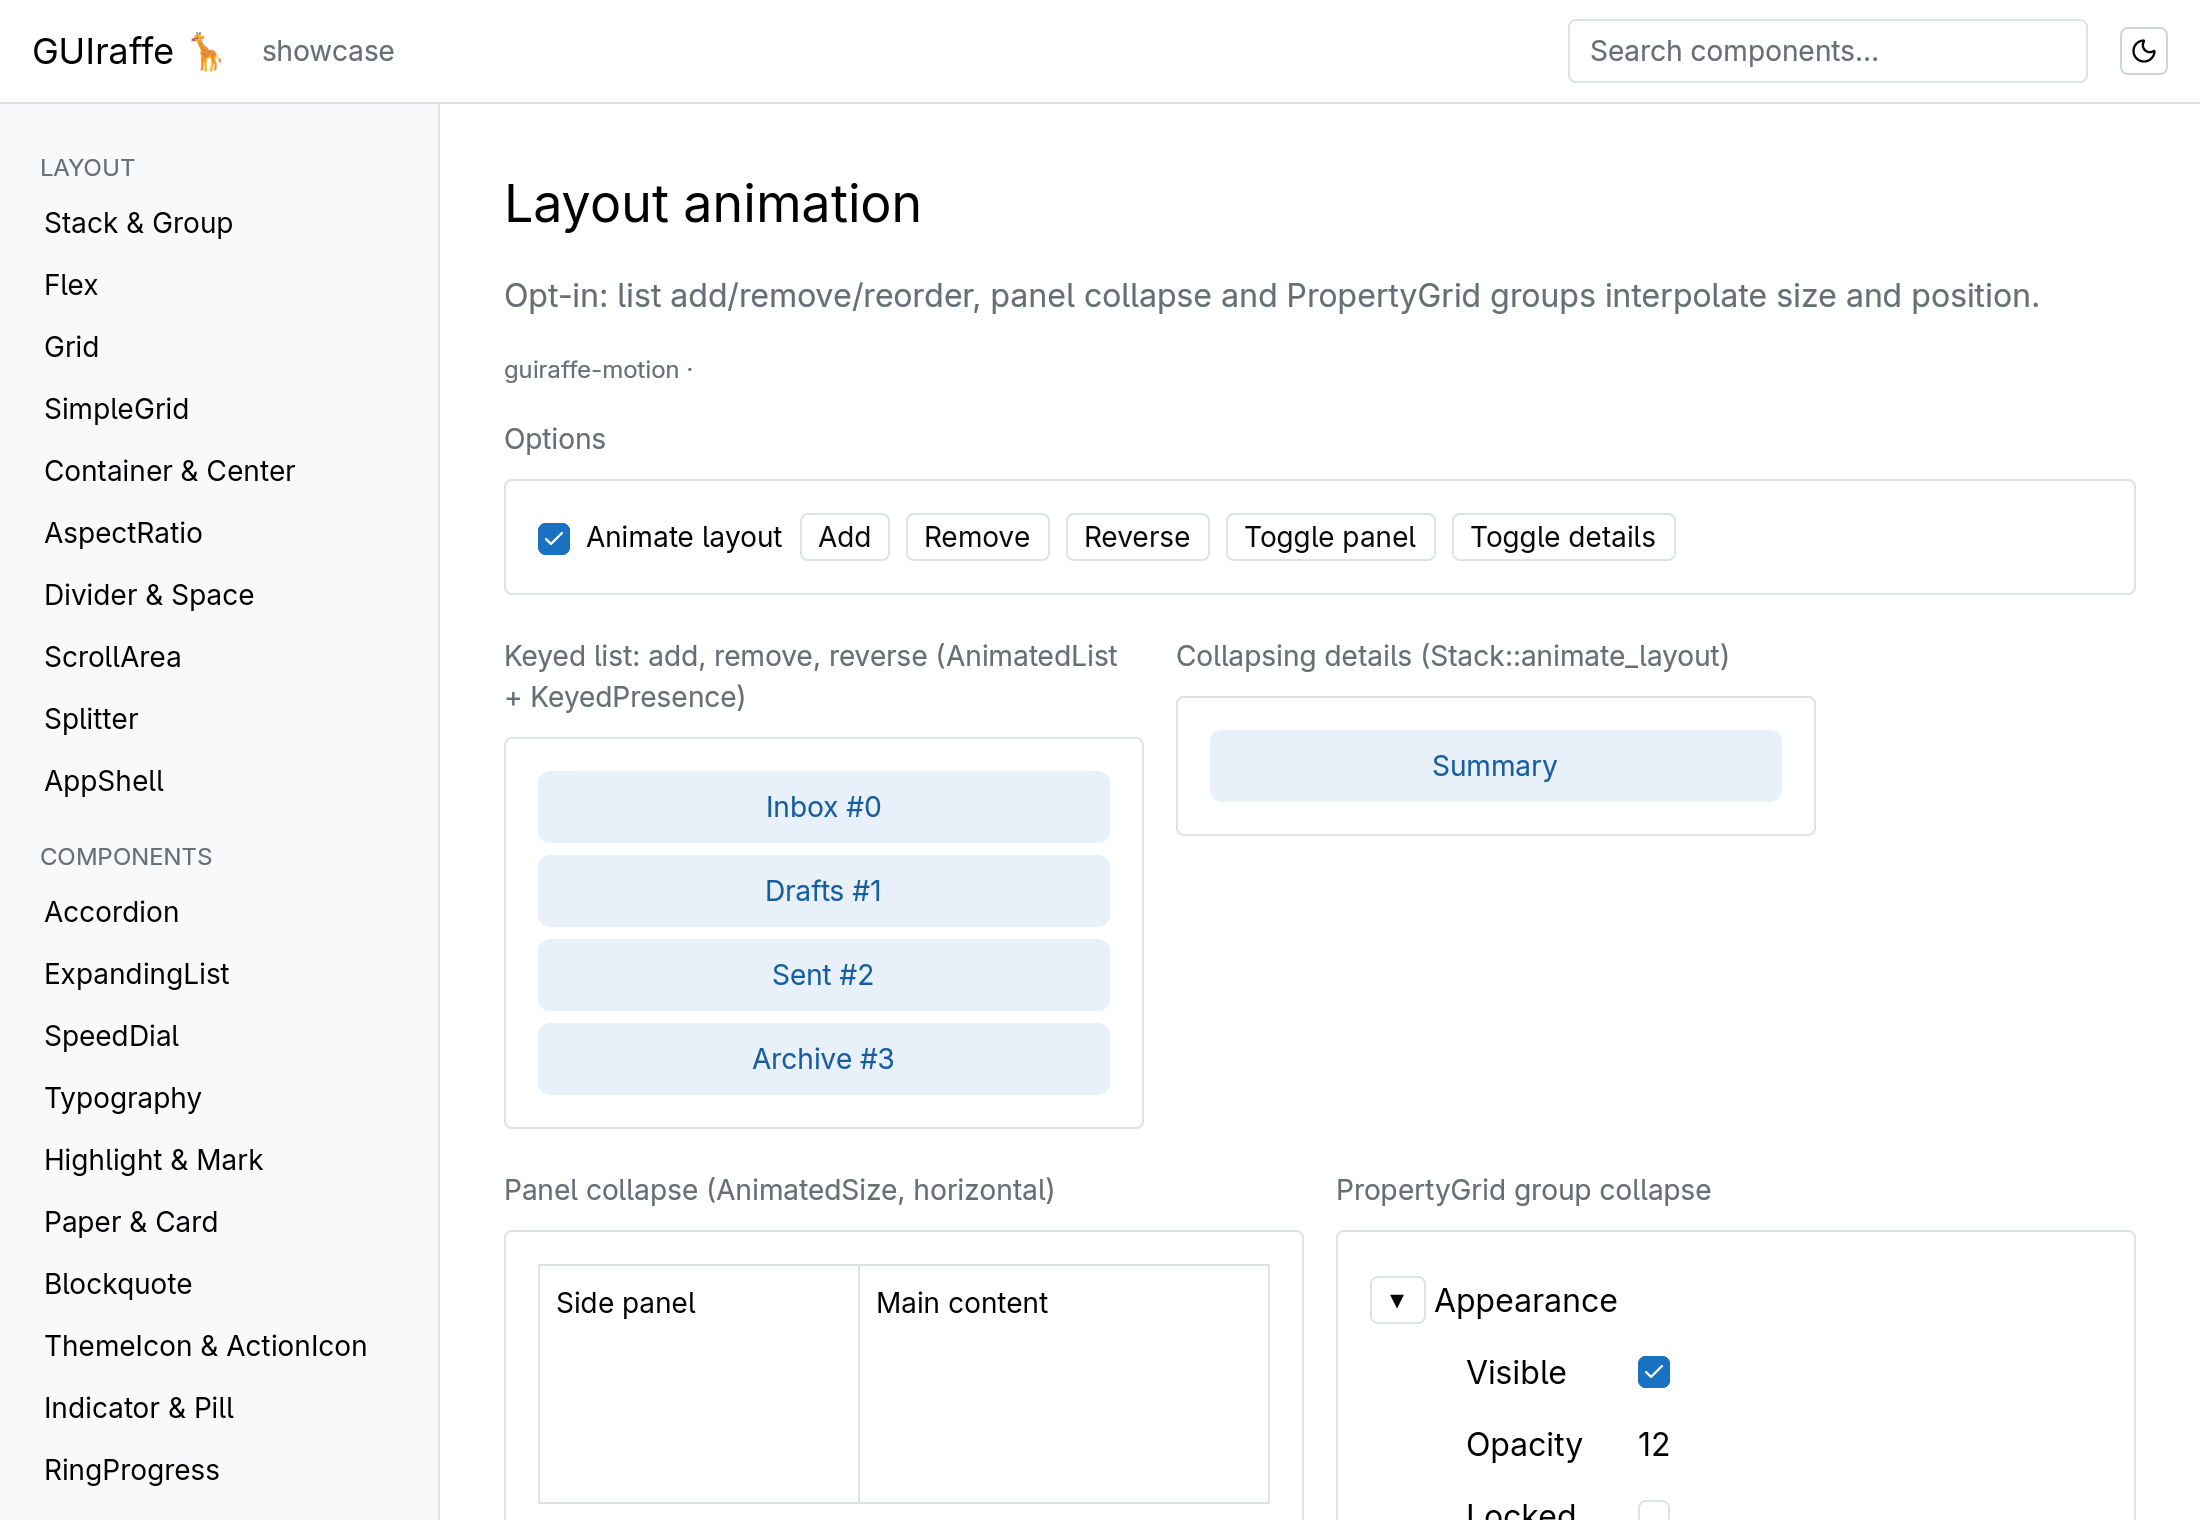 GUIraffe 🦒 showcase
Search components...
LAYOUT
Stack & Group
Flex
Grid
SimpleGrid
Container & Center
AspectRatio
Divider & Space
ScrollArea
Splitter
AppShell
COMPONENTS
Accordion
ExpandingList
SpeedDial
Typography
Highlight & Mark
Paper & Card
Blockquote
ThemeIcon & ActionIcon
Indicator & Pill
RingProgress
Layout animation
Opt-in: list add/remove/reorder, panel collapse and PropertyGrid groups interpolate size and position.
guiraffe-motion ·
Options
Animate layout Add Remove Reverse Toggle panel Toggle details
Keyed list: add, remove, reverse (AnimatedList
+ KeyedPresence)
Inbox #0
Drafts #1
Sent #2
Archive #3
Collapsing details (Stack::animate_layout)
Summary
Panel collapse (AnimatedSize, horizontal)
Side panel Main content
PropertyGrid group collapse
▼ Appearance
Visible
Opacity 12
Locked